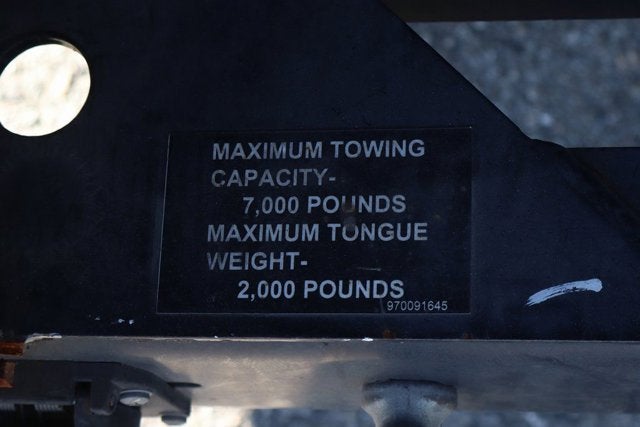 MAXIMUM TOWING
CAPACITY-
7,000 POUNDS
MAXIMUM TONGUE
WEIGHT-
2,000 POUNDS
970091645